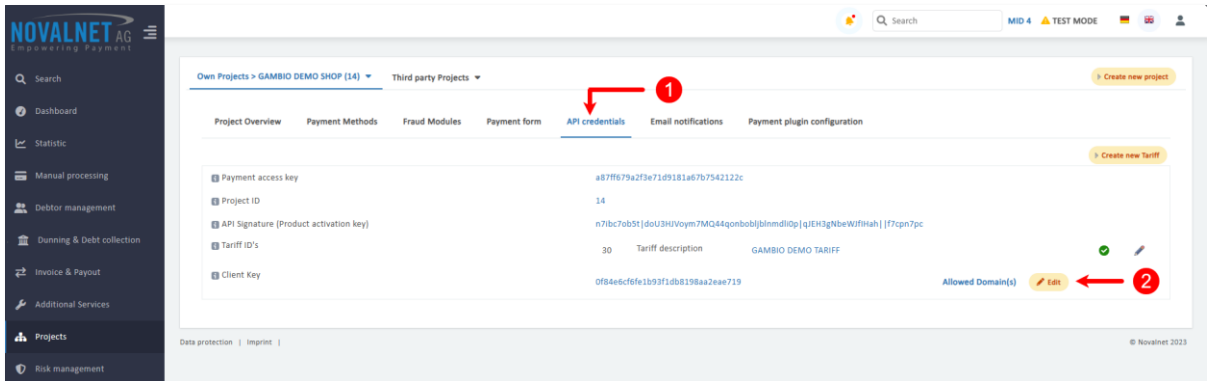 NOVALNET AG
Empowering Payment
Search
MID 4
TEST MODE
Search
Dashboard
Statistic
Manual processing
Debtor management
Dunning & Debt collection
Invoice & Payout
Additional Services
Projects
Risk management
Own Projects > GAMBIO DEMO SHOP (14)
Third party Projects
Create new project
1
Project Overview
Payment Methods
Fraud Modules
Payment form
API credentials
Email notifications
Payment plugin configuration
Create new Tariff
Payment access key
a87ff679a2f3e71d9181a67b7542122c
Project ID
14
API Signature (Product activation key)
n7ibc7ob5t|doU3HJVoym7MQ44qonbobljblnmdli0p|qJEH3gNbeWJfiHah||f7cpn7pc
Tariff ID's
30
Tariff description
GAMBIO DEMO TARIFF
Client Key
0f84e6cf6fe1b93f1db8198aa2eae719
Allowed Domain(s)
Edit
2
Data protection | Imprint |
© Novalnet 2023